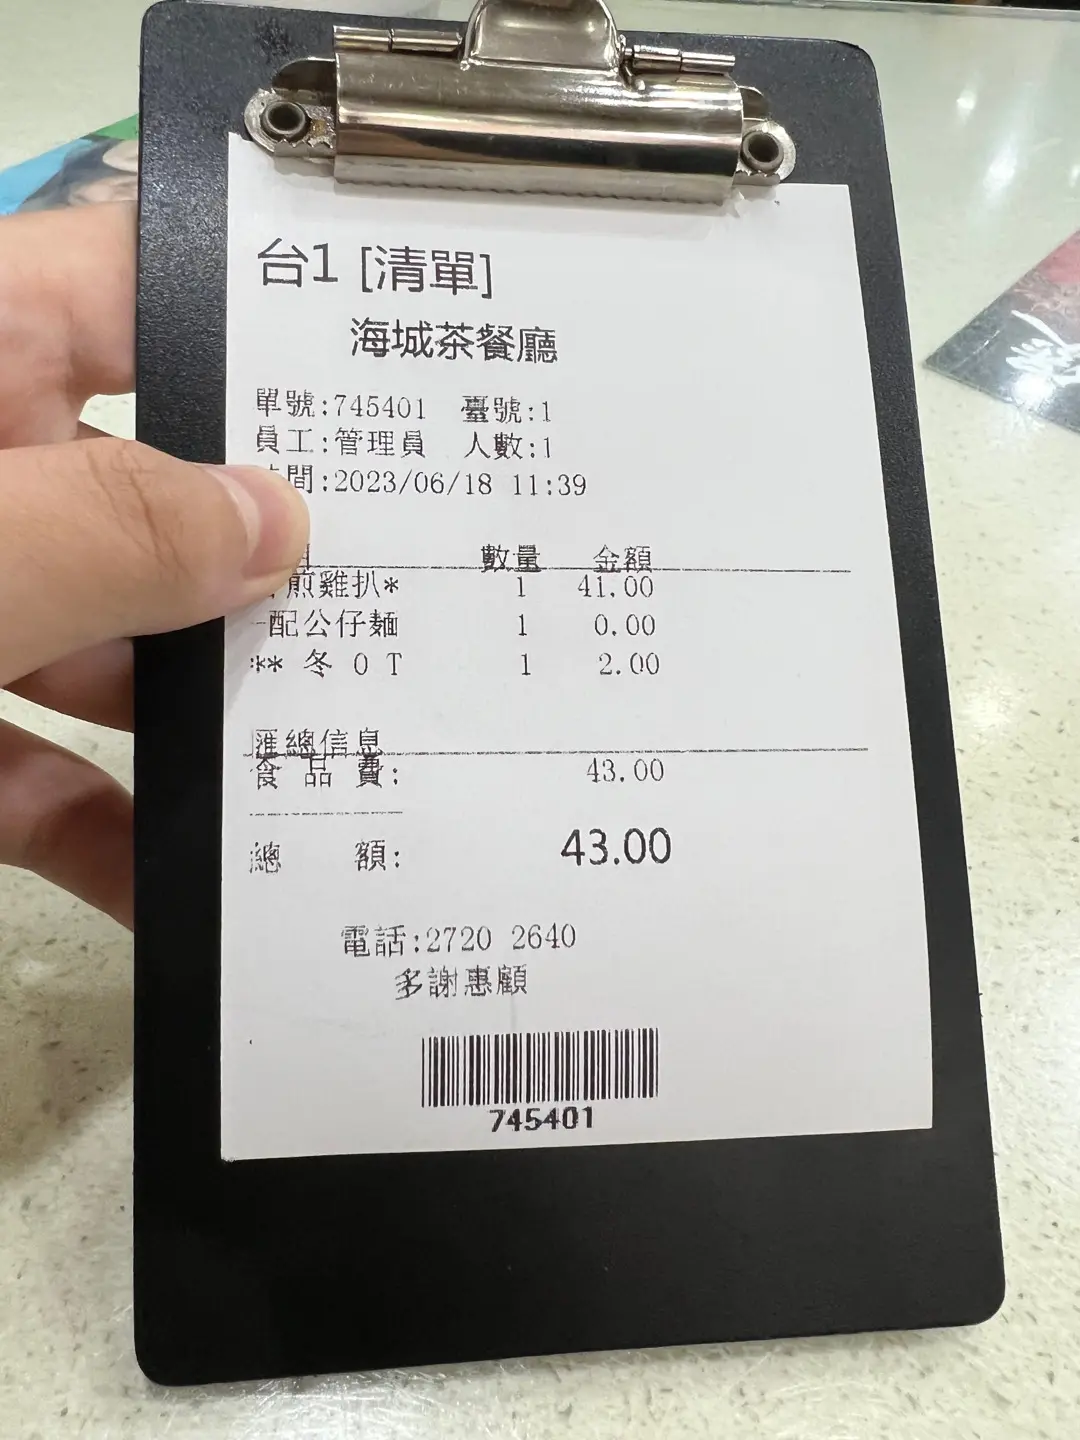 台1 [清單]
海城茶餐廳
單號:745401 臺號:1
員工:管理員 人數:1
間:2023/06/18 11:39
數量 金額
煎雞扒* 1 41.00
-配公仔麵 1 0.00
** 冬 O T 1 2.00
匯總信息
食 品 費: 43.00
總 額: 43.00
電話:2720 2640
多謝惠顧
745401